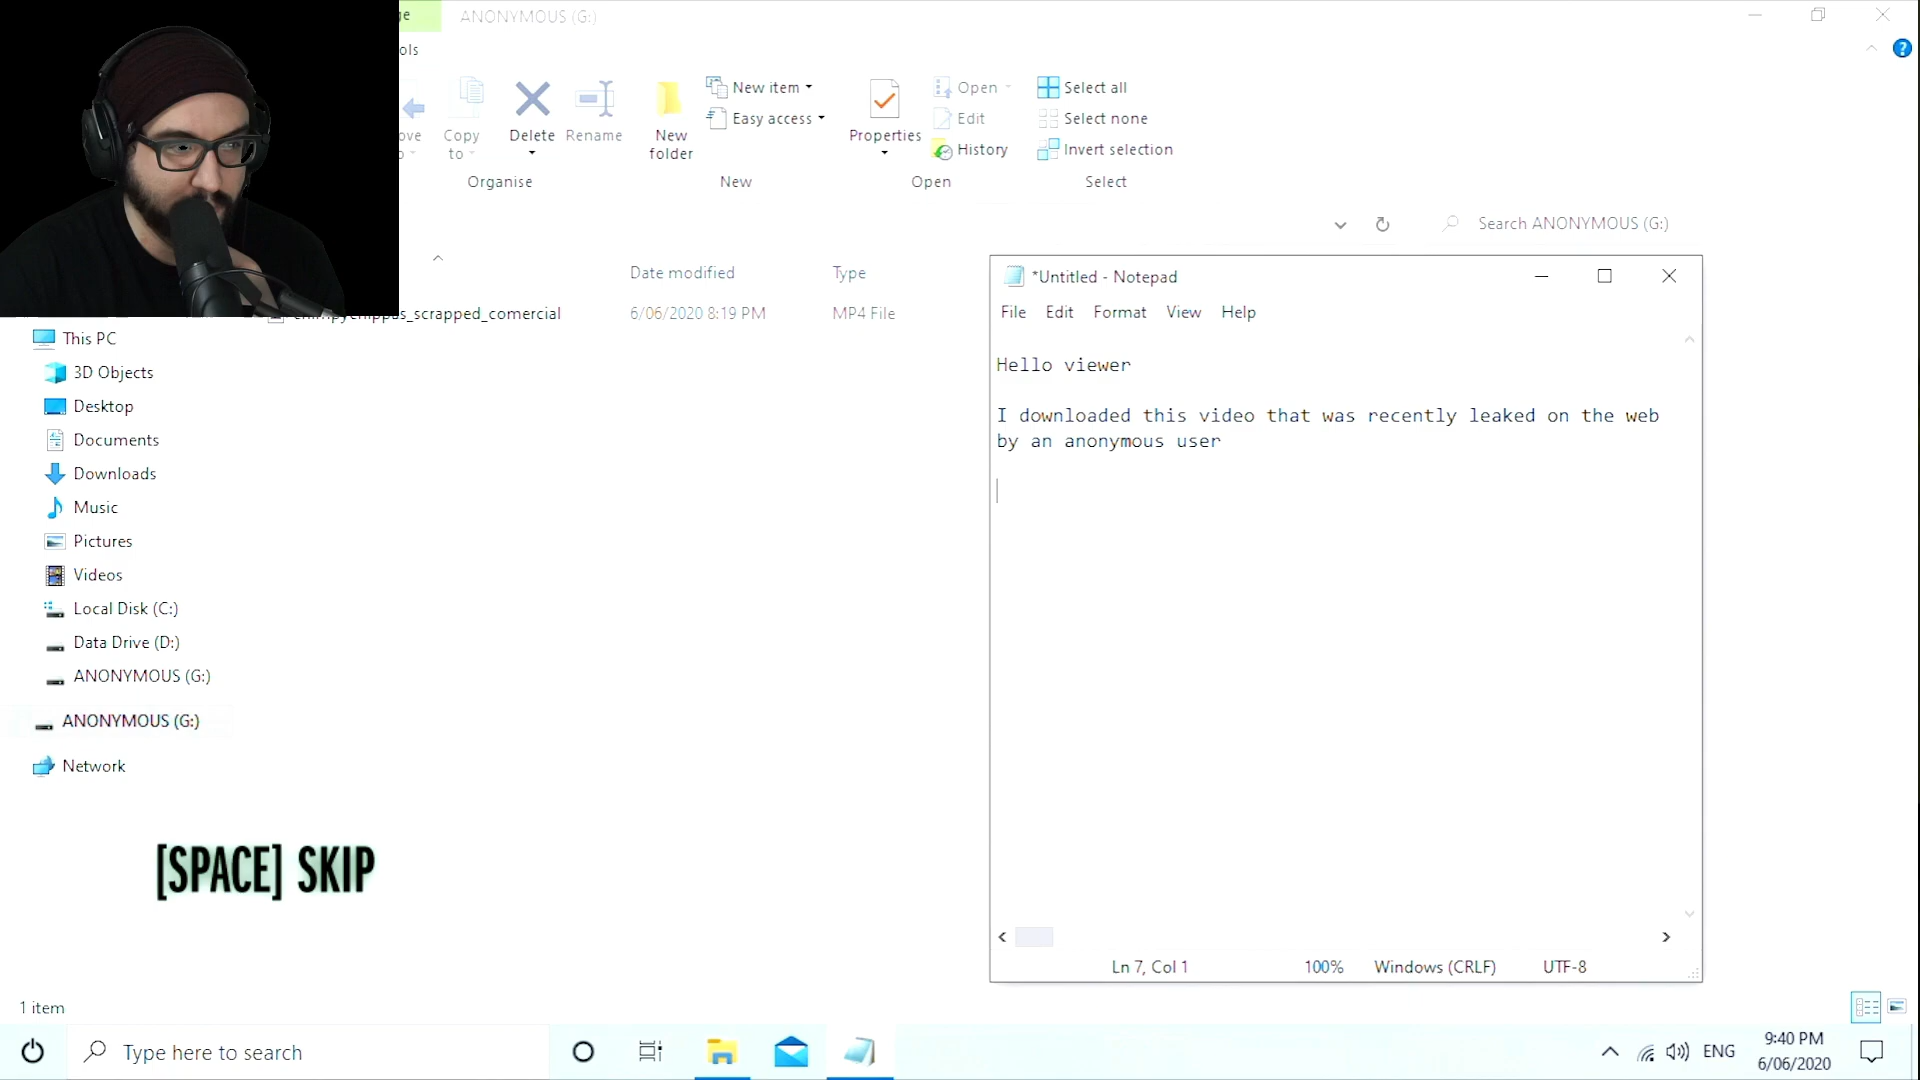 ANONYMOUS (G:)
Copy to
Delete
Rename
New folder
New item
Easy access
Properties
Open
Edit
History
Select all
Select none
Invert selection
Organise
New
Open
Select
Search ANONYMOUS (G:)
Date modified
Type
_scrapped_comercial
6/06/2020 8:19 PM
MP4 File
This PC
3D Objects
Desktop
Documents
Downloads
Music
Pictures
Videos
Local Disk (C:)
Data Drive (D:)
ANONYMOUS (G:)
ANONYMOUS (G:)
Network
*Untitled - Notepad
File Edit Format View Help
Hello viewer
I downloaded this video that was recently leaked on the web
by an anonymous user
Ln 7, Col 1
100%
Windows (CRLF)
UTF-8
[SPACE] SKIP
1 item
Type here to search
ENG
9:40 PM
6/06/2020